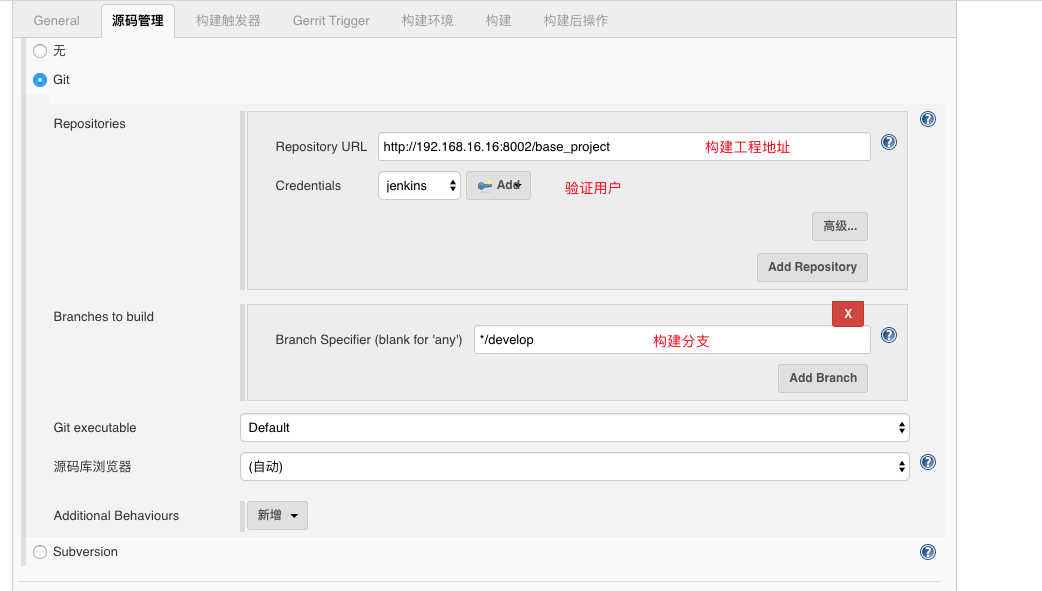 General 源码管理 构建触发器 Gerrit Trigger 构建环境 构建 构建后操作
无
Git
Repositories
Repository URL http://192.168.16.16:8002/base_project 构建工程地址
Credentials jenkins Add 验证用户
高级...
Add Repository
Branches to build
X
Branch Specifier (blank for 'any') */develop 构建分支
Add Branch
Git executable Default
源码库浏览器 (自动)
Additional Behaviours 新增
Subversion